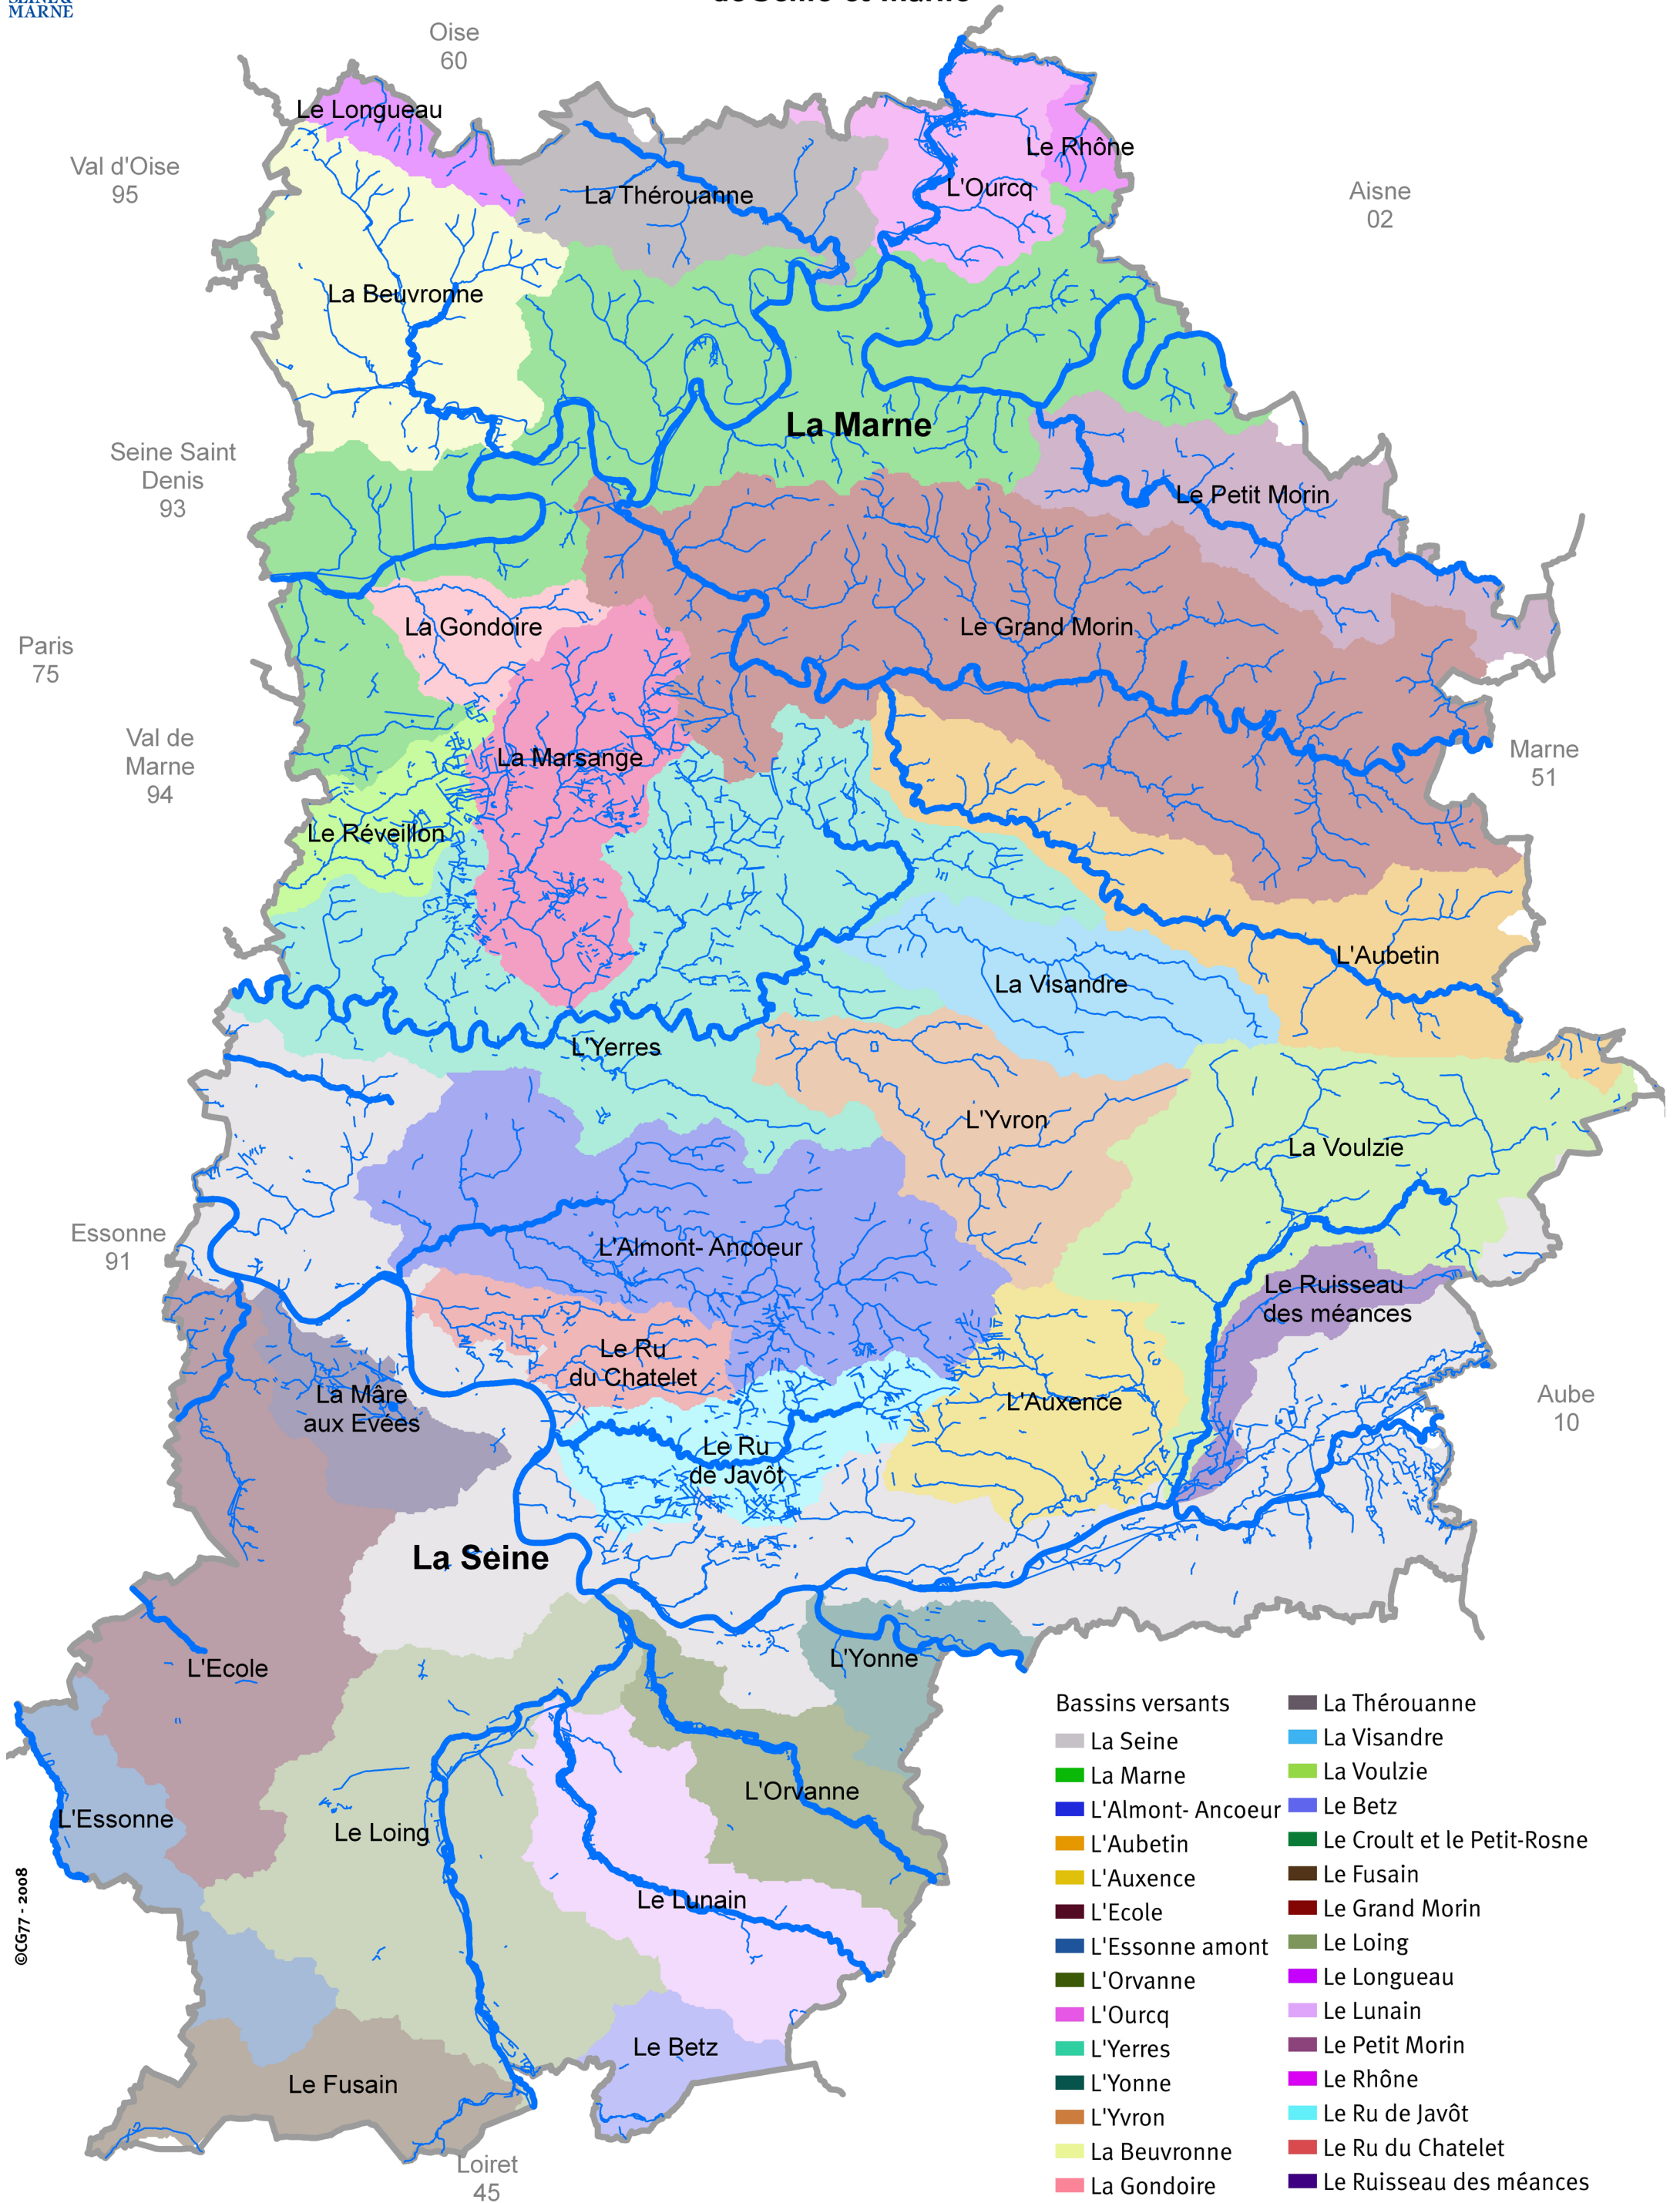 SEINE&
MARNE
de Seine-et-Marne
Oise
60
Le Longueau
Val d'Oise
95
La Thérouanne
Le Rhône
L'Ourcq
Aisne
02
La Beuvronne
La Marne
Seine Saint
Denis
93
Le Petit Morin
La Gondoire
Le Grand Morin
Paris
75
Val de
Marne
94
La Marsange
Marne
51
Le Réveillon
L'Aubetin
La Visandre
L'Yerres
L'Yvron
La Voulzie
Essonne
91
L'Almont- Ancoeur
Le Ruisseau
des méances
Le Ru
du Chatelet
La Mâre
aux Evées
L'Auxence
Aube
10
Le Ru
de Javôt
La Seine
L'Ecole
L'Yonne
L'Essonne
Le Loing
L'Orvanne
Le Lunain
Le Betz
Le Fusain
Loiret
45
©CG77 - 2008
Bassins versants
La Seine
La Marne
L'Almont- Ancoeur
L'Aubetin
L'Auxence
L'Ecole
L'Essonne amont
L'Orvanne
L'Ourcq
L'Yerres
L'Yonne
L'Yvron
La Beuvronne
La Gondoire
La Thérouanne
La Visandre
La Voulzie
Le Betz
Le Croult et le Petit-Rosne
Le Fusain
Le Grand Morin
Le Loing
Le Longueau
Le Lunain
Le Petit Morin
Le Rhône
Le Ru de Javôt
Le Ru du Chatelet
Le Ruisseau des méances